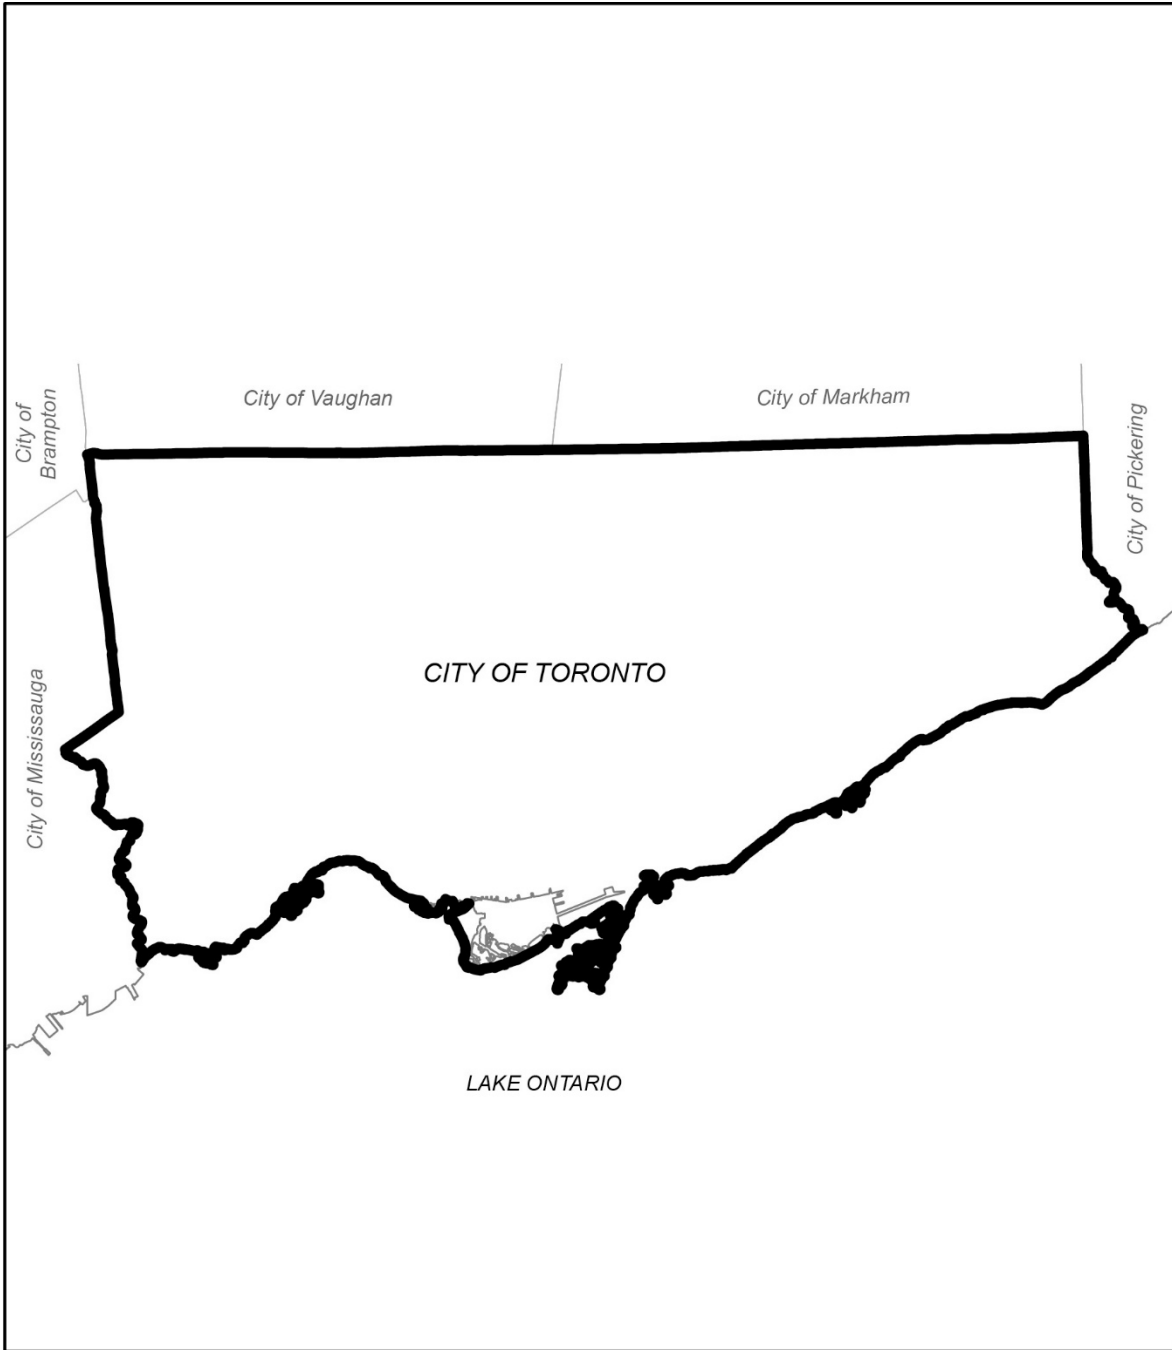 City of
Brampton
City of Vaughan
City of Markham
City of Pickering
CITY OF TORONTO
City of Mississauga
LAKE ONTARIO